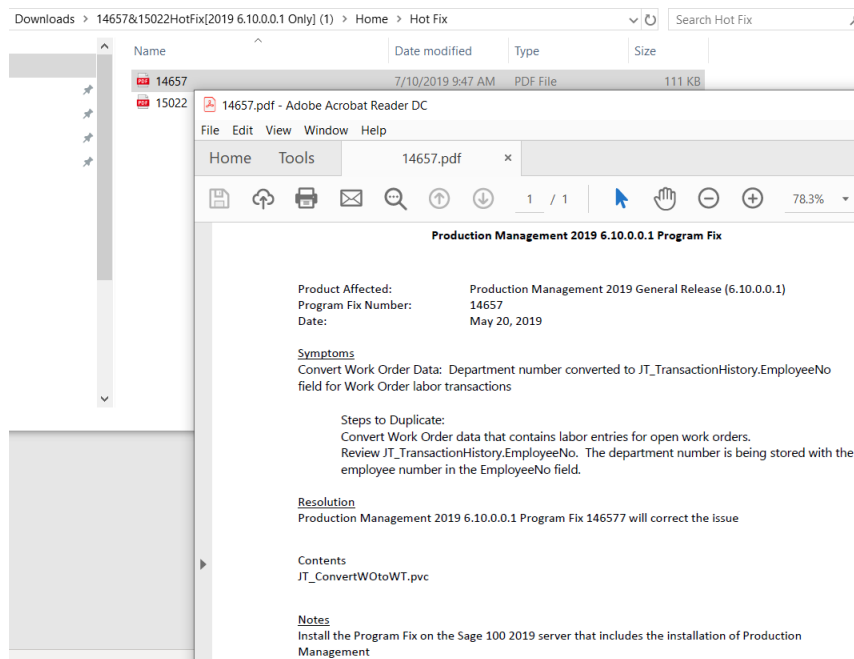 Downloads > 14657&15022HotFix[2019 6.10.0.0.1 Only] (1) > Home > Hot Fix
Search Hot Fix
Name Date modified Type Size
14657 7/10/2019 9:47 AM PDF File 111 KB
15022
14657.pdf - Adobe Acrobat Reader DC
File Edit View Window Help
Home Tools 14657.pdf ×
1 / 1 78.3%
Production Management 2019 6.10.0.0.1 Program Fix
Product Affected: Production Management 2019 General Release (6.10.0.0.1)
Program Fix Number: 14657
Date: May 20, 2019
Symptoms
Convert Work Order Data: Department number converted to JT_TransactionHistory.EmployeeNo
field for Work Order labor transactions
Steps to Duplicate:
Convert Work Order data that contains labor entries for open work orders.
Review JT_TransactionHistory.EmployeeNo. The department number is being stored with the
employee number in the EmployeeNo field.
Resolution
Production Management 2019 6.10.0.0.1 Program Fix 146577 will correct the issue
Contents
JT_ConvertWOtoWT.pvc
Notes
Install the Program Fix on the Sage 100 2019 server that includes the installation of Production
Management